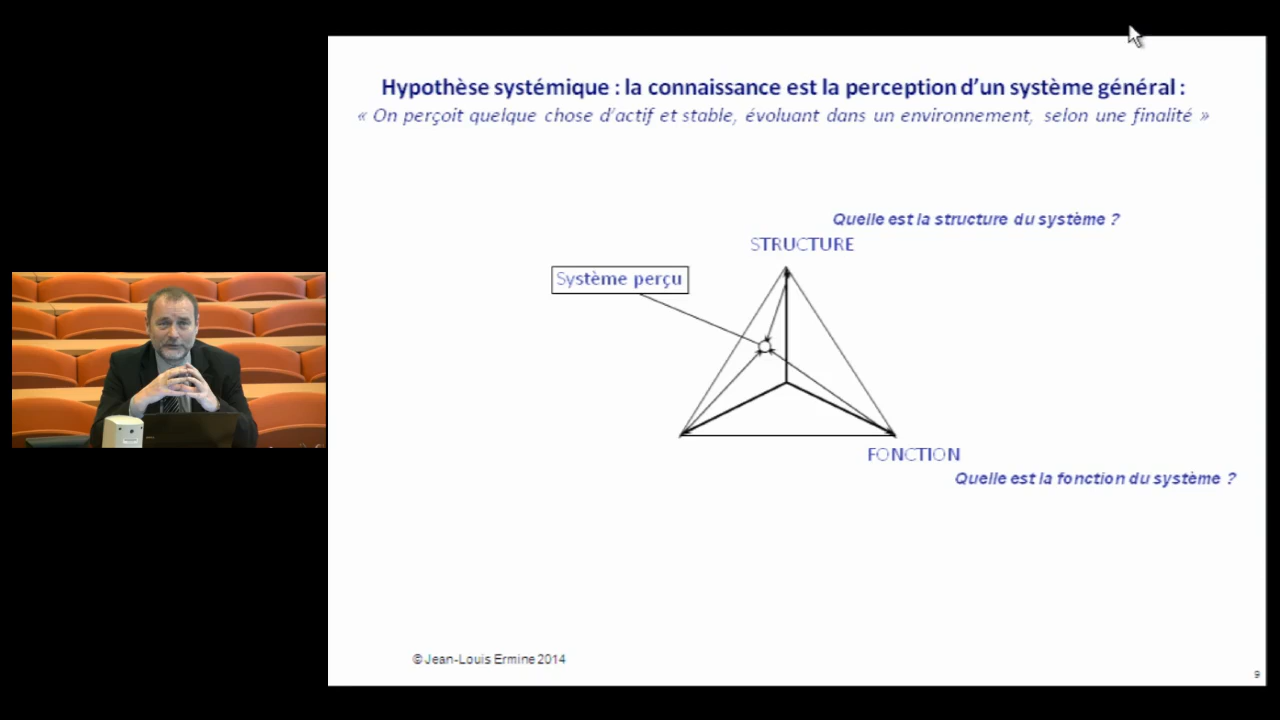 Hypothèse systémique : la connaissance est la perception d'un système général :
« On perçoit quelque chose d'actif et stable, évoluant dans un environnement, selon une finalité »
Quelle est la structure du système ?
STRUCTURE
Système perçu
FONCTION
Quelle est la fonction du système ?
© Jean-Louis Ermine 2014
9